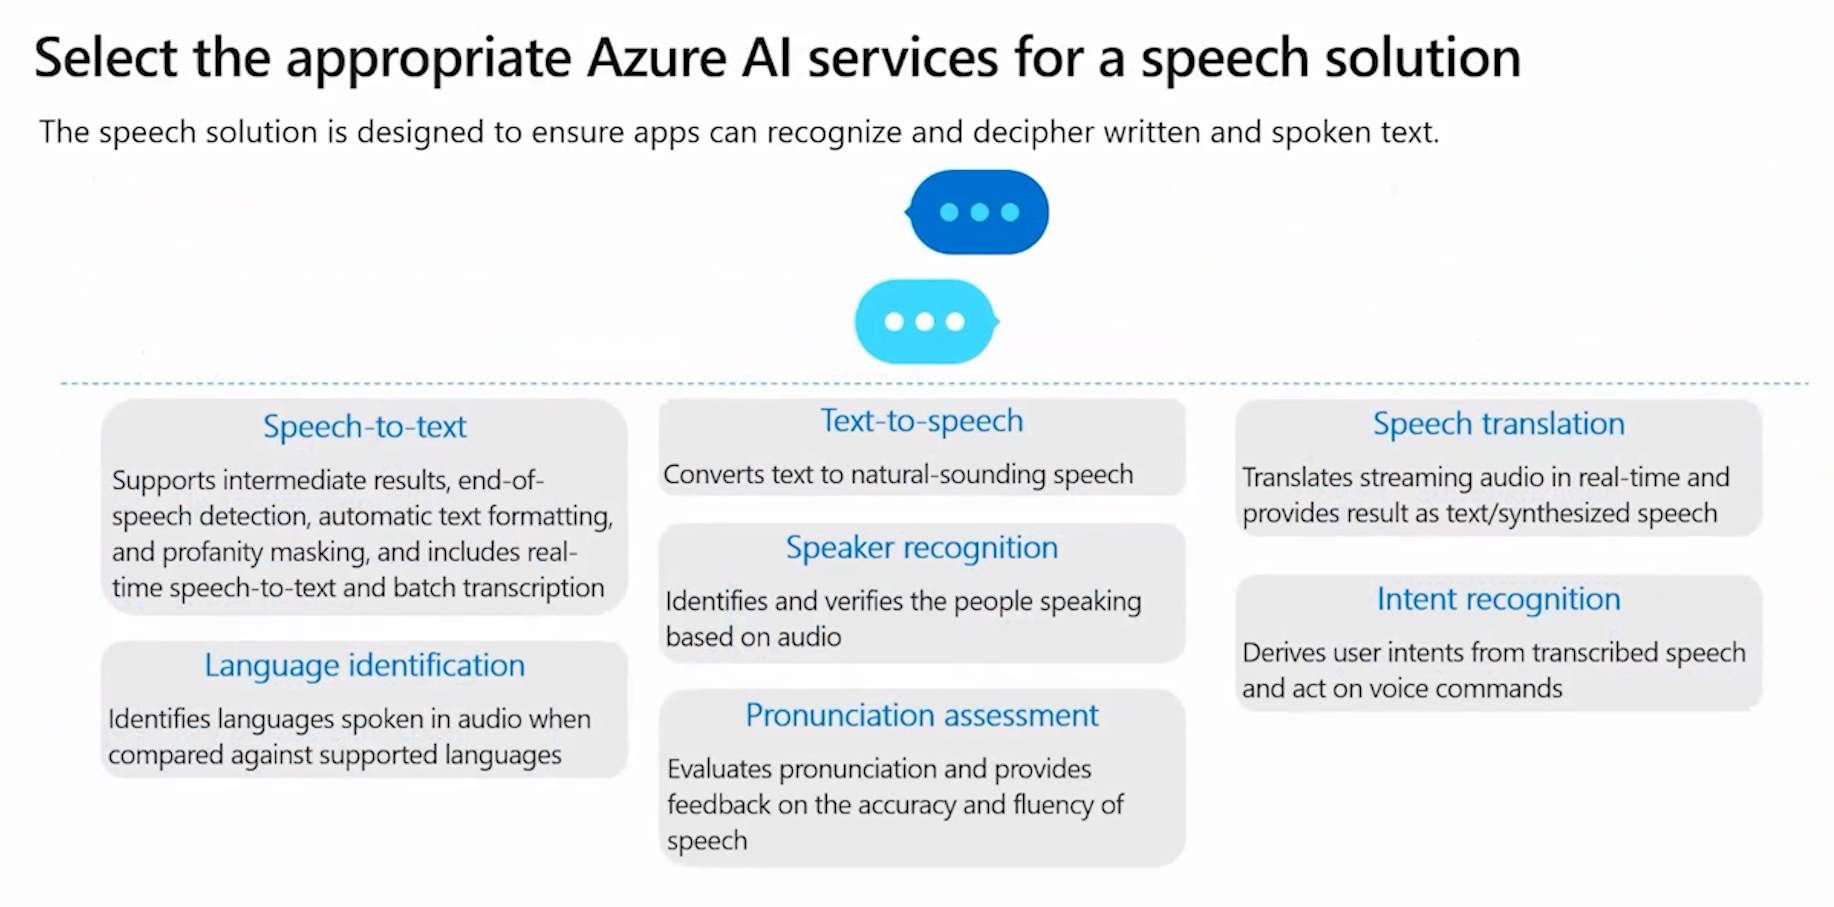 Select the appropriate Azure AI services for a speech solution
The speech solution is designed to ensure apps can recognize and decipher written and spoken text.
Speech-to-text
Supports intermediate results, end-of-
speech detection, automatic text formatting,
and profanity masking, and includes real-
time speech-to-text and batch transcription
Language identification
Identifies languages spoken in audio when
compared against supported languages
Text-to-speech
Converts text to natural-sounding speech
Speaker recognition
Identifies and verifies the people speaking
based on audio
Pronunciation assessment
Evaluates pronunciation and provides
feedback on the accuracy and fluency of
speech
Speech translation
Translates streaming audio in real-time and
provides result as text/synthesized speech
Intent recognition
Derives user intents from transcribed speech
and act on voice commands